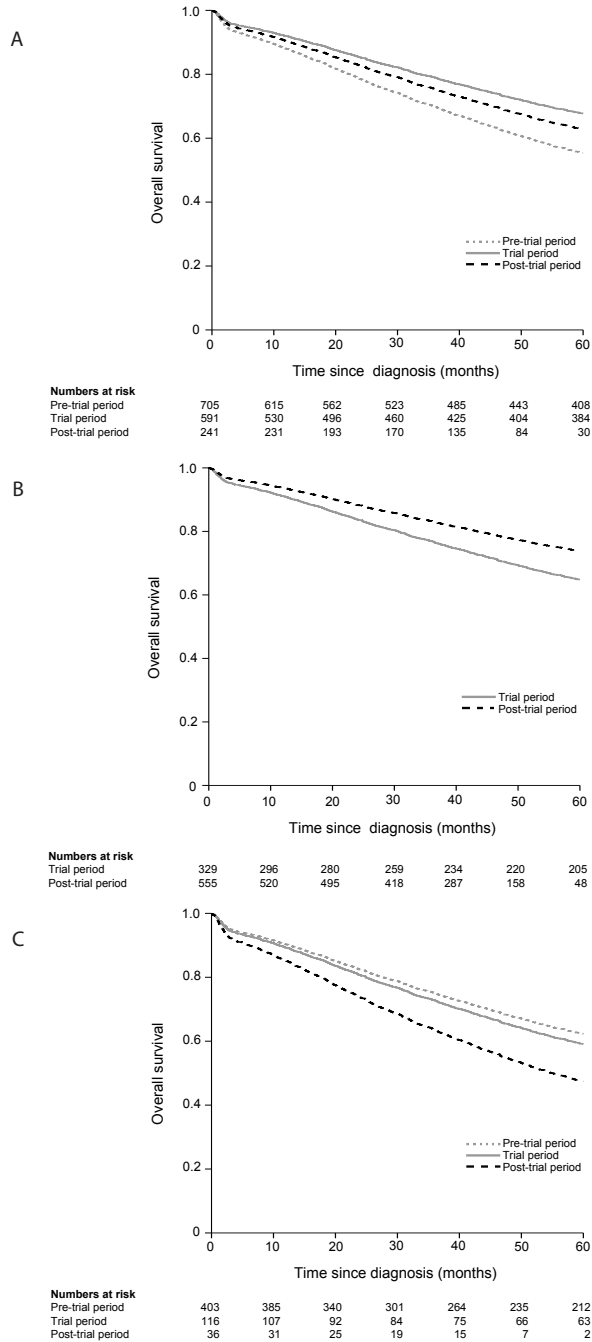 A
1.0
0.8
0.6
0.4
0.2
0
Overall survival
Pre-trial period
Trial period
Post-trial period
0 10 20 30 40 50 60
Time since diagnosis (months)
Numbers at risk
Pre-trial period 705 615 562 523 485 443 408
Trial period 591 530 496 460 425 404 384
Post-trial period 241 231 193 170 135 84 30
B
1.0
0.8
0.6
0.4
0.2
0
Overall survival
Trial period
Post-trial period
0 10 20 30 40 50 60
Time since diagnosis (months)
Numbers at risk
Trial period 329 296 280 259 234 220 205
Post-trial period 555 520 495 418 287 158 48
C
1.0
0.8
0.6
0.4
0.2
0
Overall survival
Pre-trial period
Trial period
Post-trial period
0 10 20 30 40 50 60
Time since diagnosis (months)
Numbers at risk
Pre-trial period 403 385 340 301 264 235 212
Trial period 116 107 92 84 75 66 63
Post-trial period 36 31 25 19 15 7 2